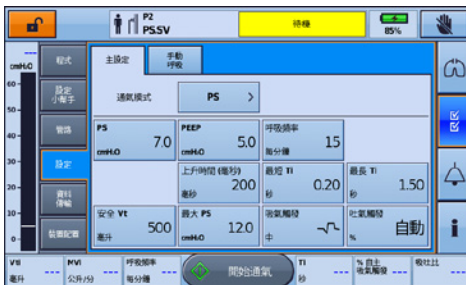 P2
PS.SV
待機
85%
cmH₂O
程式
設定
小幫手
管路
設定
資料
傳輸
裝置配置
60
50
40
30
20
10
0
主設定
手動
呼吸
通氣模式
PS >
PS
7.0
cmH₂O
PEEP
5.0
cmH₂O
呼吸頻率
15
每分鐘
上升時間 (毫秒)
200
毫秒
最短 Ti
0.20
秒
最長 Ti
1.50
秒
安全 Vt
500
毫升
最大 PS
12.0
cmH₂O
吸氣觸發
中
吐氣觸發
自動
%
Vti
---
毫升
MVi
---
公升/分
呼吸頻率
---
每分鐘
開始通氣
Ti
---
秒
% 自主
吸氣觸發 ---
吸吐比
---